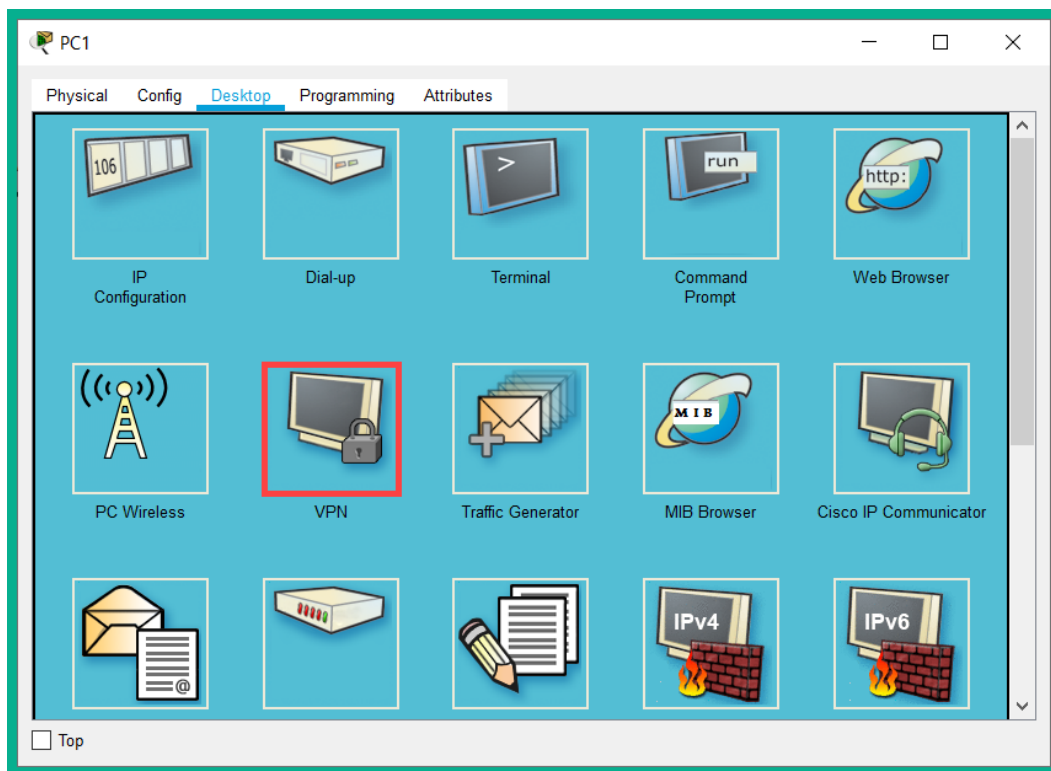 PC1
Physical Config Desktop Programming Attributes
106
>
run
http:
IP
Configuration
Dial-up
Terminal
Command
Prompt
Web Browser
MIB
PC Wireless
VPN
Traffic Generator
MIB Browser
Cisco IP Communicator
@
IPv4
IPv6
Top